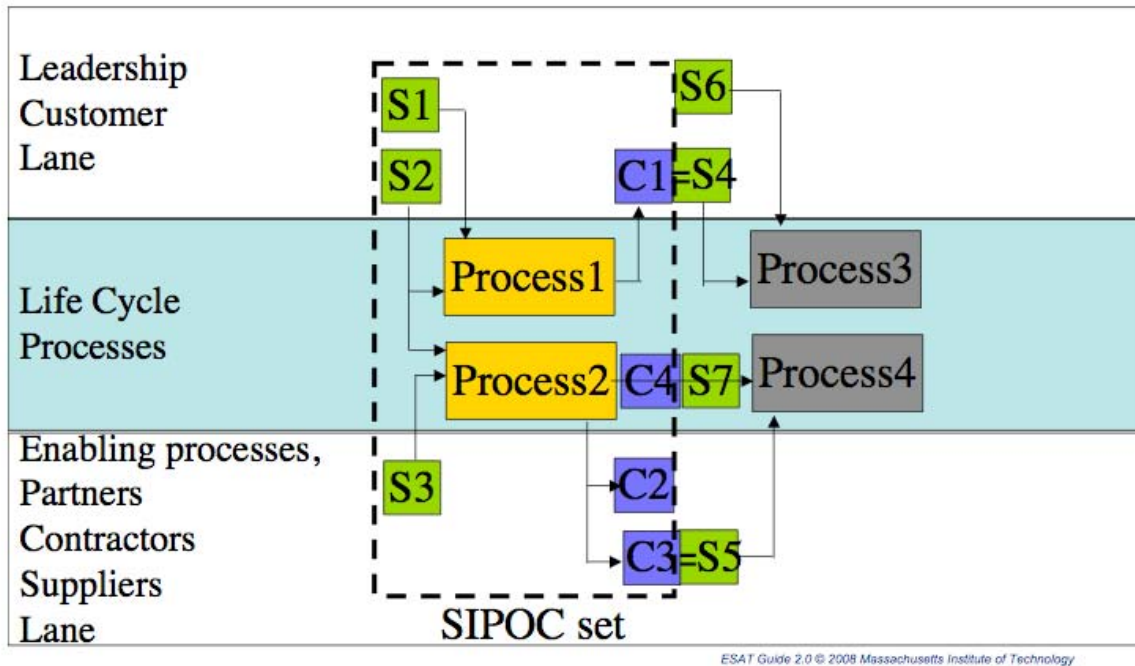 Leadership
Customer
Lane
S1
S2
S6
C1=S4
Life Cycle
Processes
Process1
Process3
Process2
C4
S7
Process4
Enabling processes,
Partners
Contractors
Suppliers
Lane
S3
C2
C3=S5
SIPOC set
ESAT Guide 2.0 © 2008 Massachusetts Institute of Technology